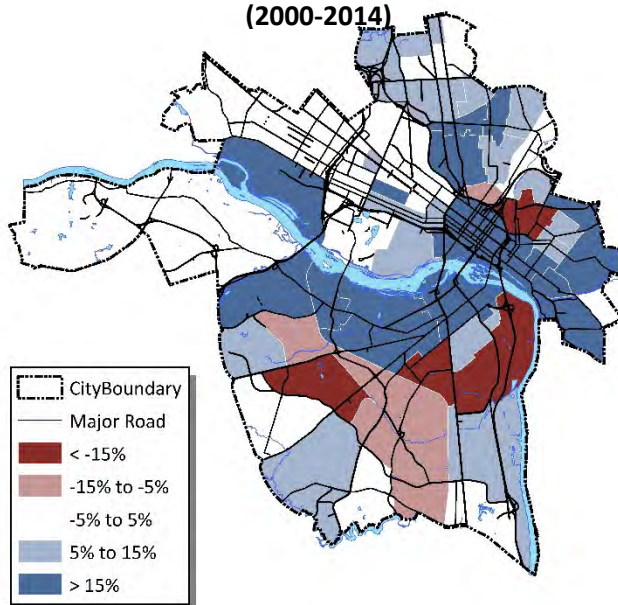 (2000-2014)
CityBoundary
Major Road
< -15%
-15% to -5%
-5% to 5%
5% to 15%
> 15%